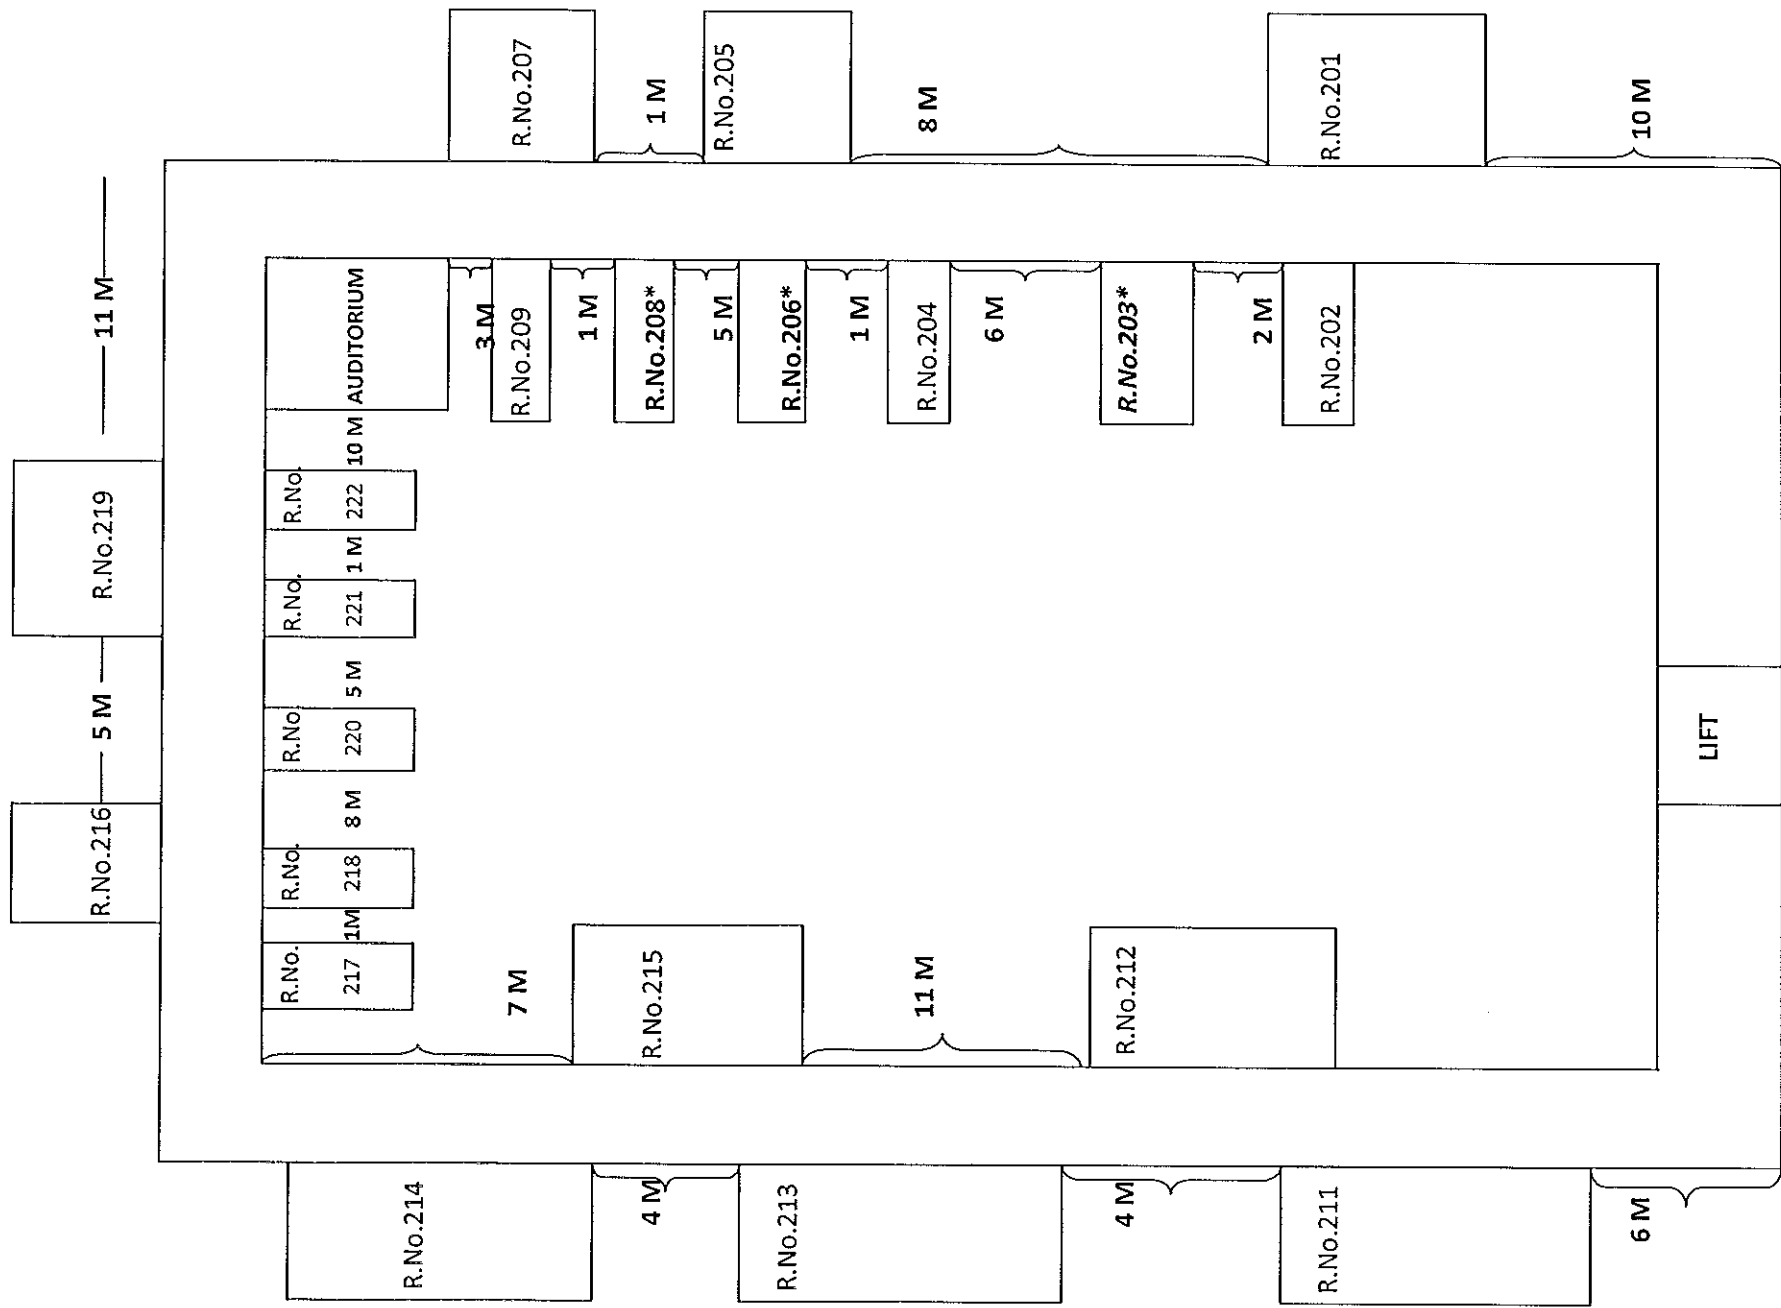 R.No.207
1 M
R.No.205
8 M
R.No.201
10 M
11 M
AUDITORIUM
3 M
R.No.209
1 M
R.No.208*
5 M
R.No.206*
1 M
R.No.204
6 M
R.No.203*
2 M
R.No.202
10 M
R.No.
222
1 M
R.No.
221
5 M
R.No
220
8 M
R.No.
218
1M
R.No.
217
R.No.219
5 M
R.No.216
7 M
R.No.215
11 M
R.No.212
LIFT
R.No.214
4 M
R.No.213
4 M
R.No.211
6 M